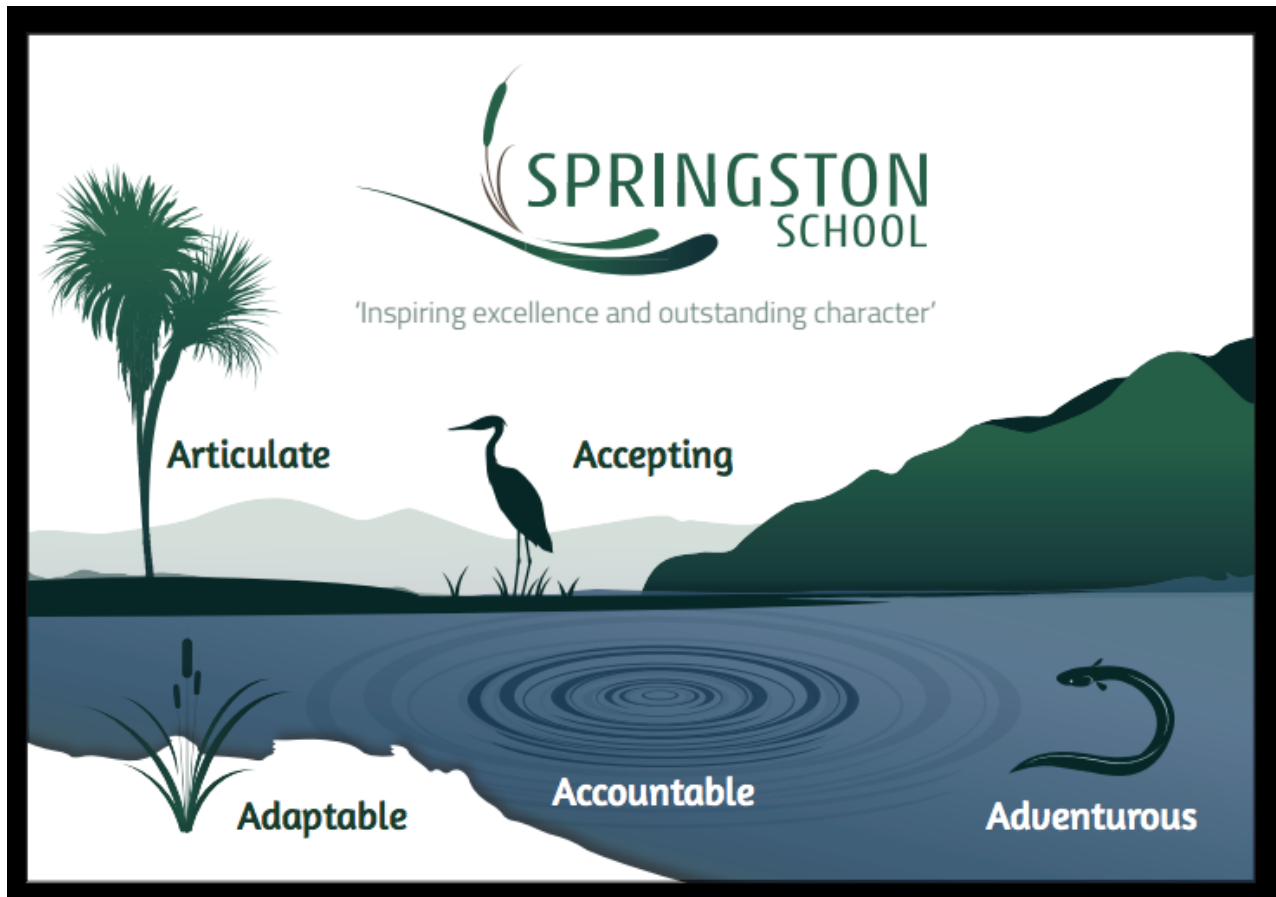 SPRINGSTON
SCHOOL
‘Inspiring excellence and outstanding character’
Articulate
Accepting
Adaptable
Accountable
Adventurous